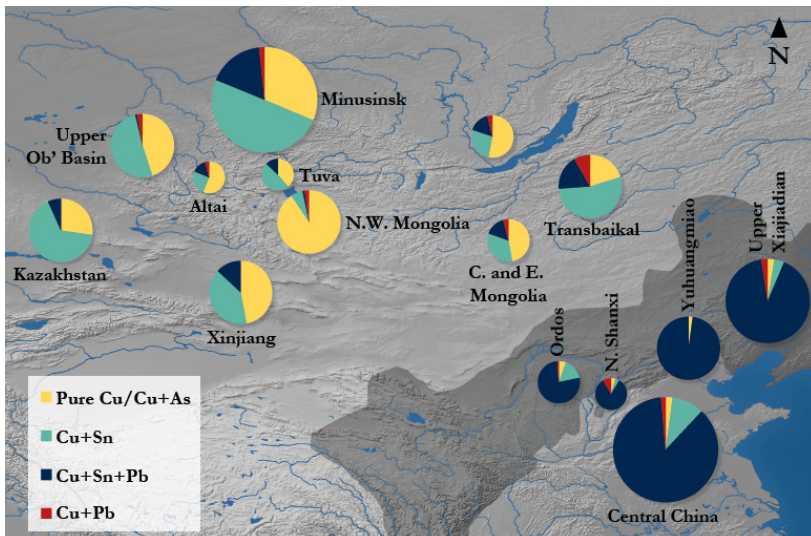 N
Minusinsk
Upper
Ob' Basin
Altai
Tuva
N.W. Mongolia
Kazakhstan
Xinjiang
Transbaikal
C. and E.
Mongolia
Ordos
N. Shanxi
Yuhuangmiao
Upper
Xiajiadian
Central China
Pure Cu/Cu+As
Cu+Sn
Cu+Sn+Pb
Cu+Pb